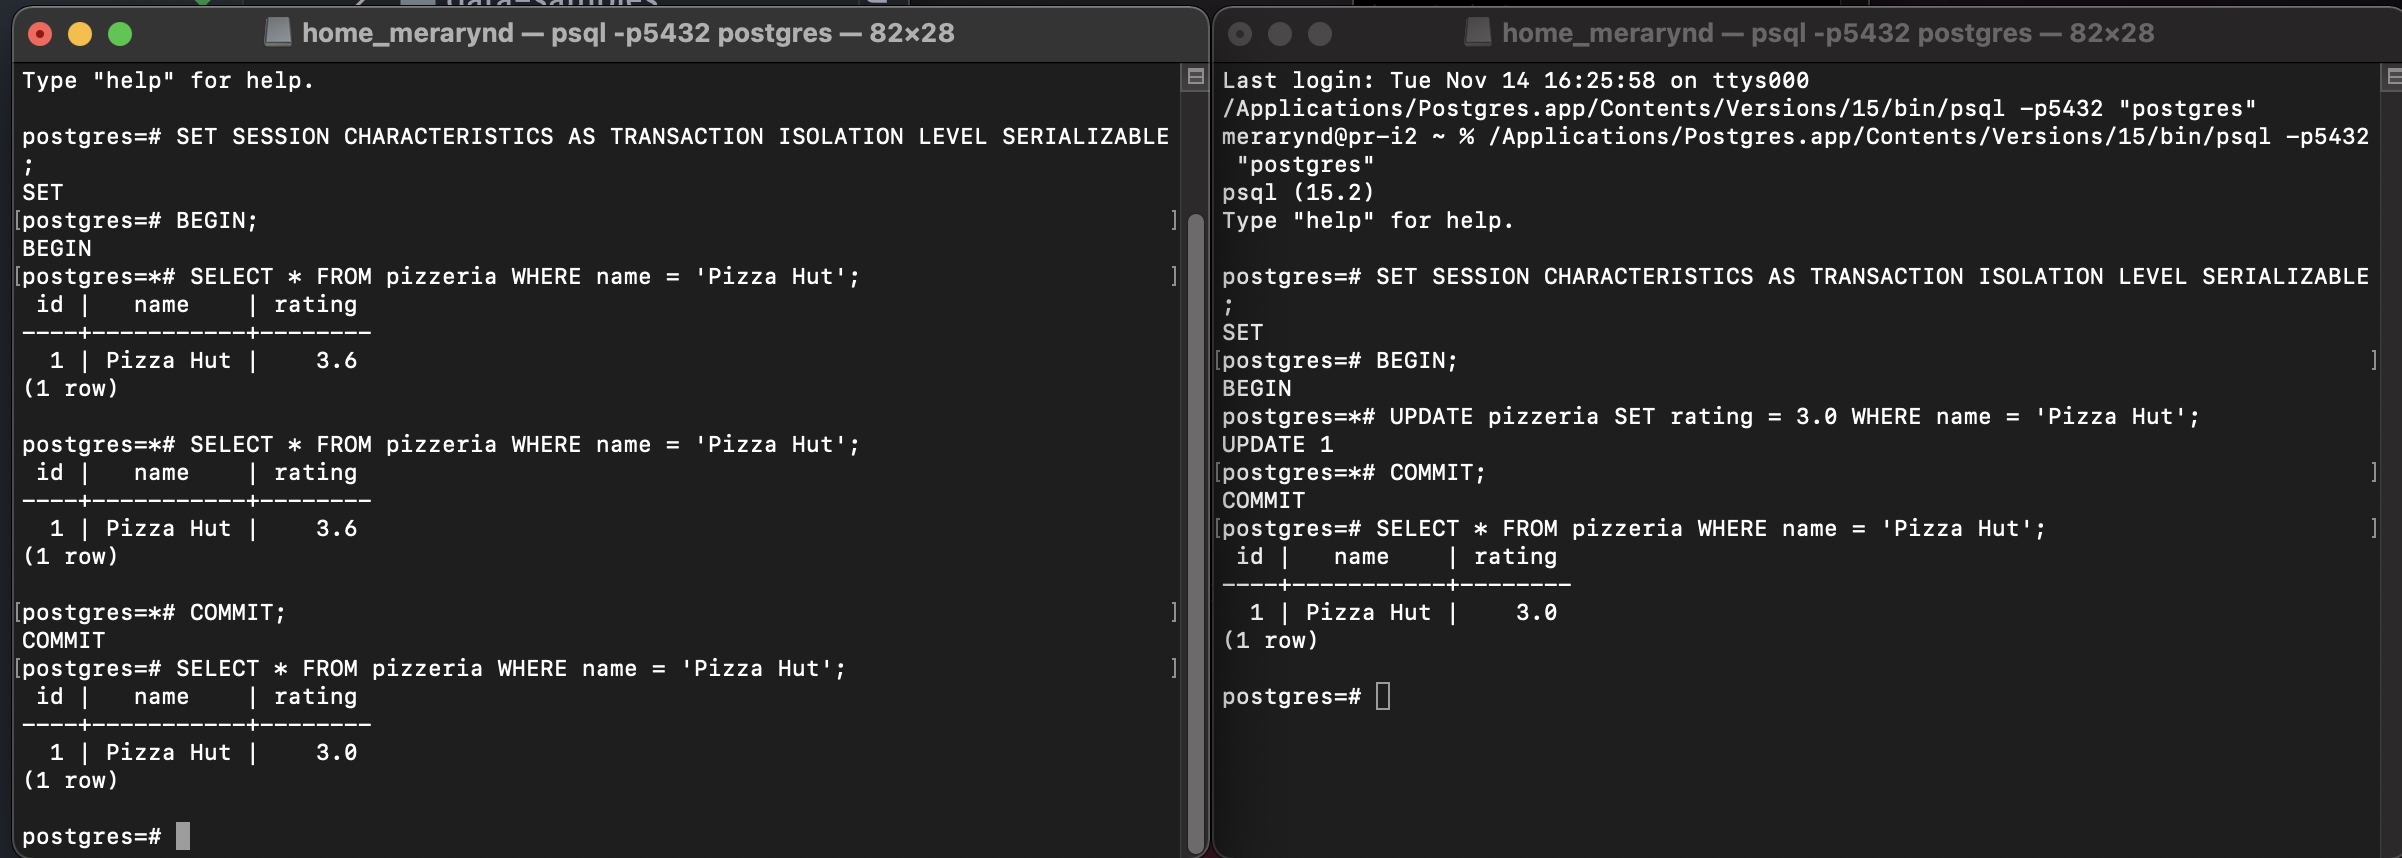 data-samples
home_merarynd — psql -p5432 postgres — 82×28
Type "help" for help.
postgres=# SET SESSION CHARACTERISTICS AS TRANSACTION ISOLATION LEVEL SERIALIZABLE
;
SET
[postgres=# BEGIN; ]
BEGIN
[postgres=*# SELECT * FROM pizzeria WHERE name = 'Pizza Hut'; ]
 id |   name    | rating
----+-----------+--------
  1 | Pizza Hut |    3.6
(1 row)
postgres=*# SELECT * FROM pizzeria WHERE name = 'Pizza Hut';
 id |   name    | rating
----+-----------+--------
  1 | Pizza Hut |    3.6
(1 row)
[postgres=*# COMMIT; ]
COMMIT
[postgres=# SELECT * FROM pizzeria WHERE name = 'Pizza Hut'; ]
 id |   name    | rating
----+-----------+--------
  1 | Pizza Hut |    3.0
(1 row)
postgres=#
home_merarynd — psql -p5432 postgres — 82×28
Last login: Tue Nov 14 16:25:58 on ttys000
/Applications/Postgres.app/Contents/Versions/15/bin/psql -p5432 "postgres"
merarynd@pr-i2 ~ % /Applications/Postgres.app/Contents/Versions/15/bin/psql -p5432
 "postgres"
psql (15.2)
Type "help" for help.
postgres=# SET SESSION CHARACTERISTICS AS TRANSACTION ISOLATION LEVEL SERIALIZABLE
;
SET
[postgres=# BEGIN; ]
BEGIN
postgres=*# UPDATE pizzeria SET rating = 3.0 WHERE name = 'Pizza Hut';
UPDATE 1
[postgres=*# COMMIT; ]
COMMIT
[postgres=# SELECT * FROM pizzeria WHERE name = 'Pizza Hut'; ]
 id |   name    | rating
----+-----------+--------
  1 | Pizza Hut |    3.0
(1 row)
postgres=#